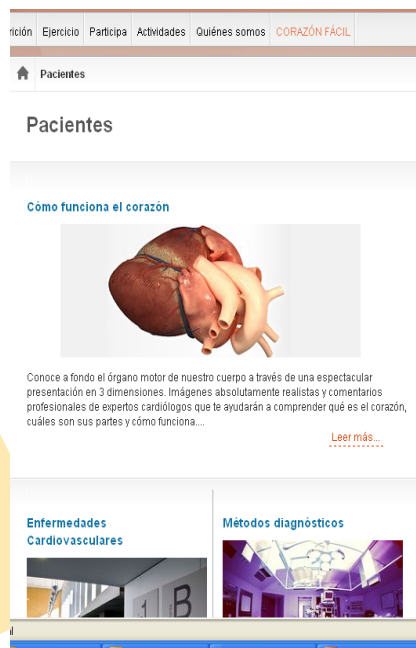 Ejercicio Participa Actividades Quiénes somos CORAZÓN FÁCIL
Pacientes
Pacientes
Cómo funciona el corazón
Conoce a fondo el órgano motor de nuestro cuerpo a través de una espectacular
presentación en 3 dimensiones. Imágenes absolutamente realistas y comentarios
profesionales de expertos cardiólogos que te ayudarán a comprender qué es el corazón,
cuáles son sus partes y cómo funciona....
Leer más...
Enfermedades
Cardiovasculares
Métodos diagnósticos
1 B